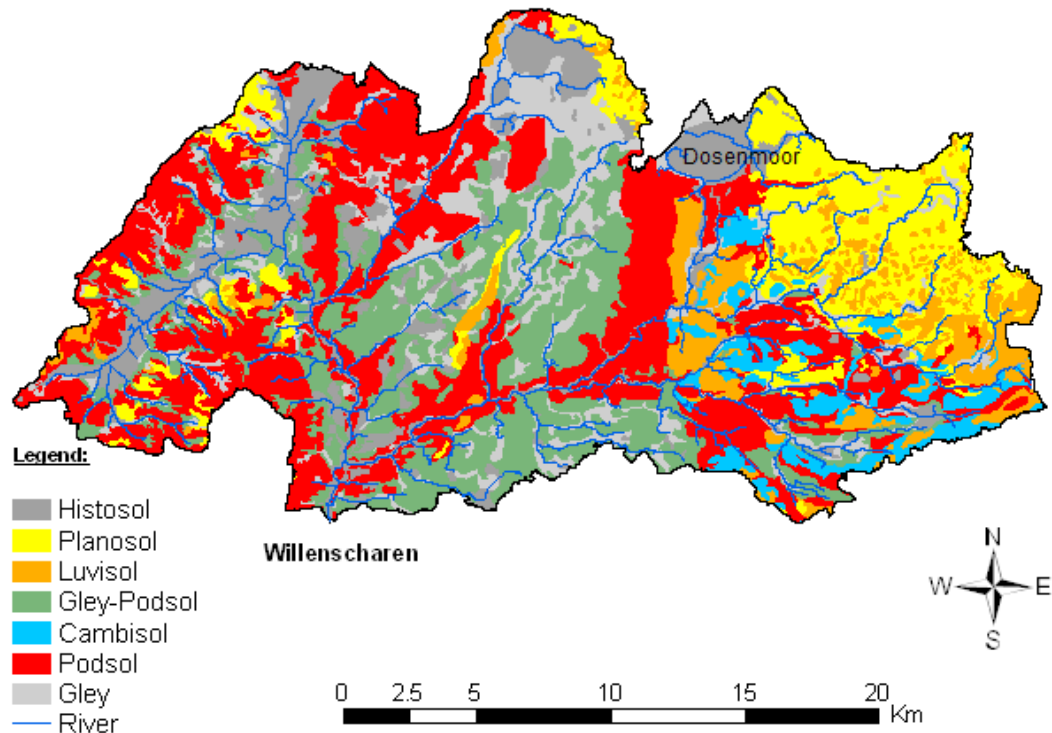 Dosenmoor
Legend:
Histosol
Planosol
Luvisol
Gley-Podsol
Cambisol
Podsol
Gley
River
Willenscharen
N
W E
S
0 2.5 5 10 15 20
Km